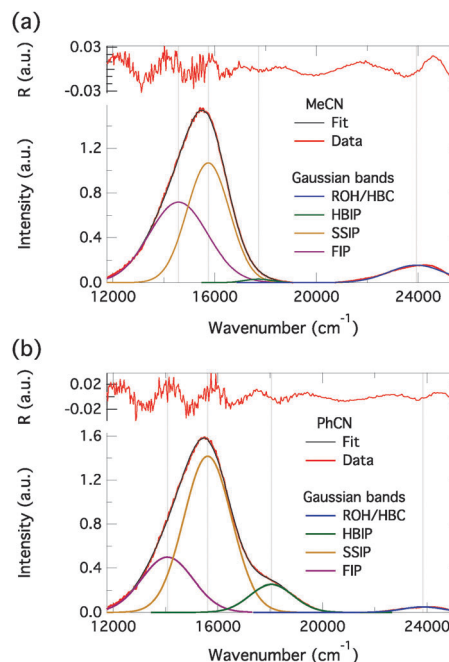 (a)
R (a.u.)
0.03
-0.03
Intensity (a.u.)
1.2
0.8
0.4
0.0
MeCN
Fit
Data
Gaussian bands
ROH/HBC
HBIP
SSIP
FIP
12000 16000 20000 24000
Wavenumber (cm⁻¹)
(b)
R (a.u.)
0.02
-0.02
Intensity (a.u.)
1.6
1.2
0.8
0.4
0.0
PhCN
Fit
Data
Gaussian bands
ROH/HBC
HBIP
SSIP
FIP
12000 16000 20000 24000
Wavenumber (cm⁻¹)